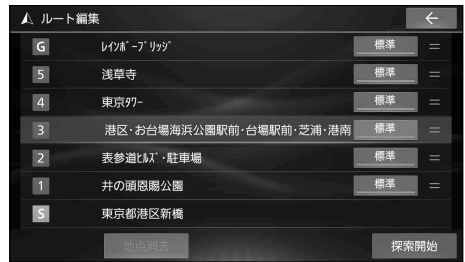 ルート編集
G ﾚｲﾝﾎﾞｰﾌﾞﾘｯｼﾞ 標準
5 浅草寺 標準
4 東京ﾀﾜｰ 標準
3 港区・お台場海浜公園駅前・台場駅前・芝浦・港南 標準
2 表参道ﾋﾙｽﾞ・駐車場 標準
1 井の頭恩賜公園 標準
S 東京都港区新橋
地点消去 探索開始